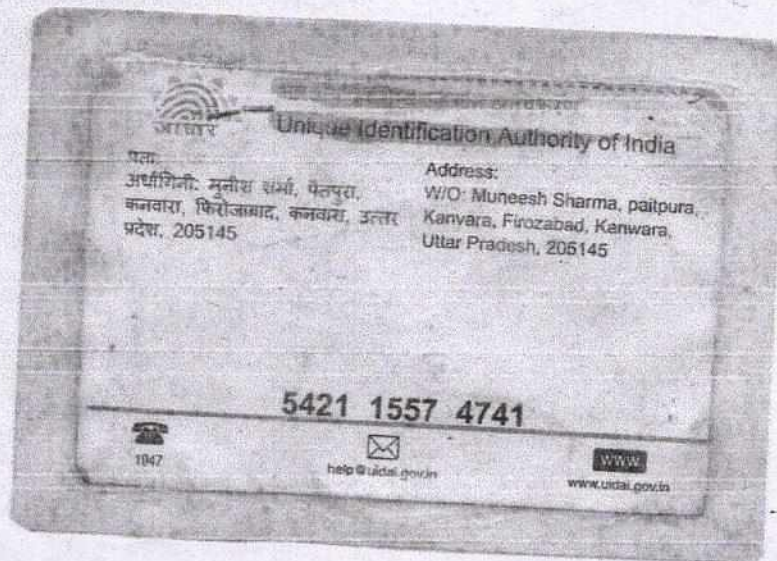 आधार
Unique Identification Authority of India
पता:
अर्धांगिनी: मुनीश शर्मा, पैतपुरा,
कनवारा, फिरोजाबाद, कनवारा, उत्तर
प्रदेश, 205145
Address:
W/O: Muneesh Sharma, paitpura,
Kanvara, Firozabad, Kanwara,
Uttar Pradesh, 205145
5421 1557 4741
1947
help@uidai.gov.in
www
www.uidai.gov.in